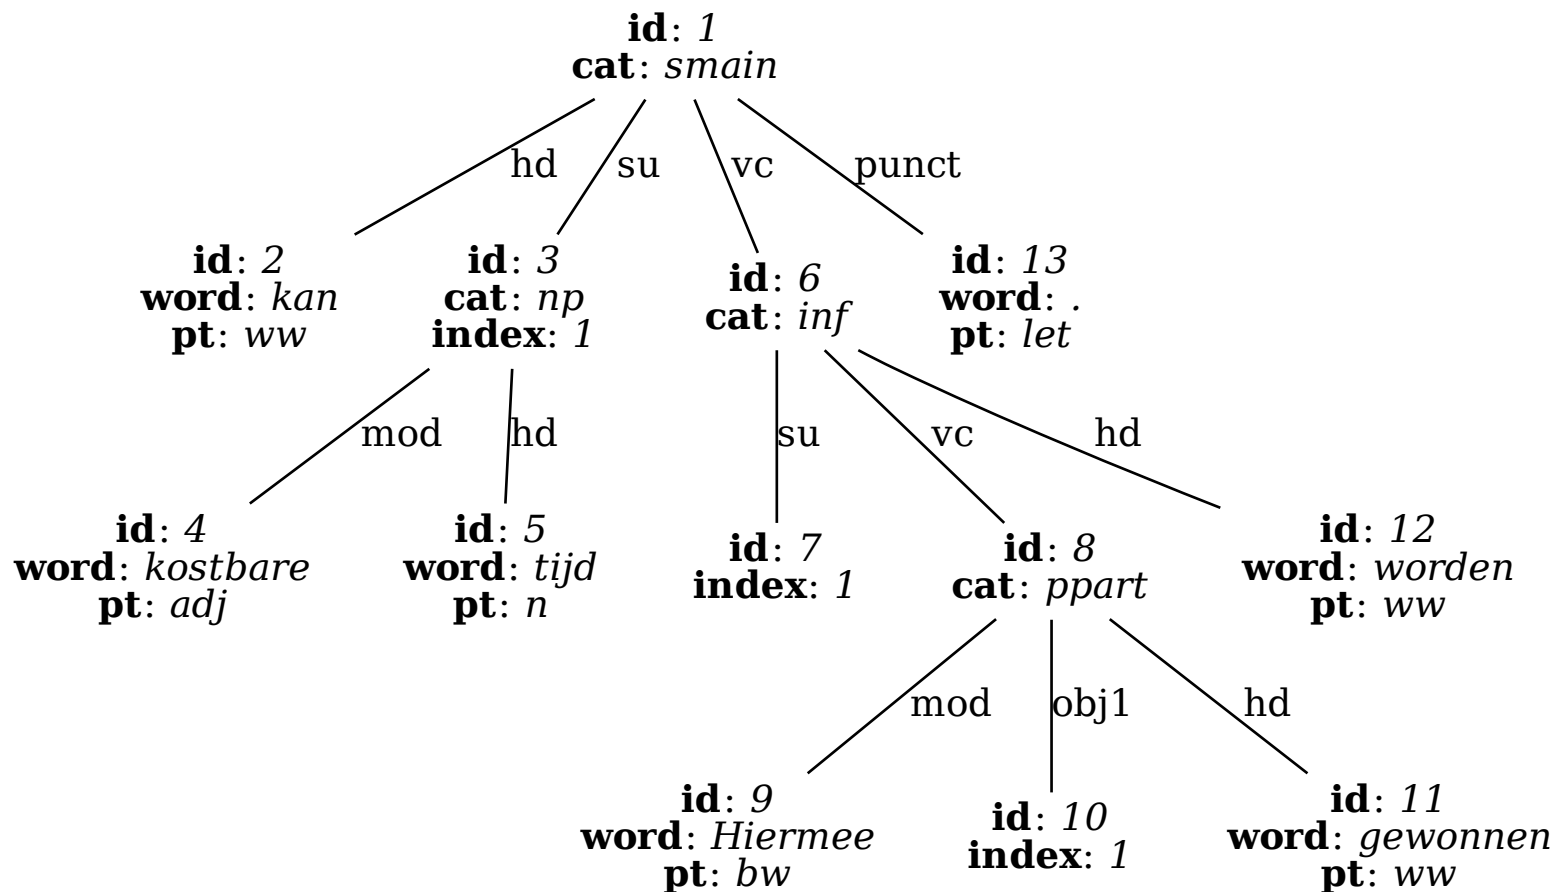 id: 1
cat: smain
hd su vc punct
id: 2
word: kan
pt: ww
id: 3
cat: np
index: 1
id: 6
cat: inf
id: 13
word: .
pt: let
mod hd su vc hd
id: 4
word: kostbare
pt: adj
id: 5
word: tijd
pt: n
id: 7
index: 1
id: 8
cat: ppart
id: 12
word: worden
pt: ww
mod obj1 hd
id: 9
word: Hiermee
pt: bw
id: 10
index: 1
id: 11
word: gewonnen
pt: ww